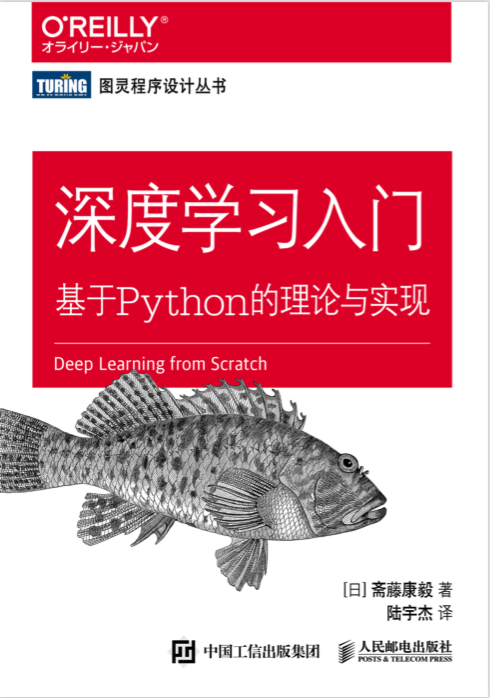 O'REILLY®
オライリー・ジャパン
TURING 图灵程序设计丛书
深度学习入门
基于Python的理论与实现
Deep Learning from Scratch
[日] 斋藤康毅 著
陆宇杰 译
中国工信出版集团 人民邮电出版社
POSTS & TELECOM PRESS